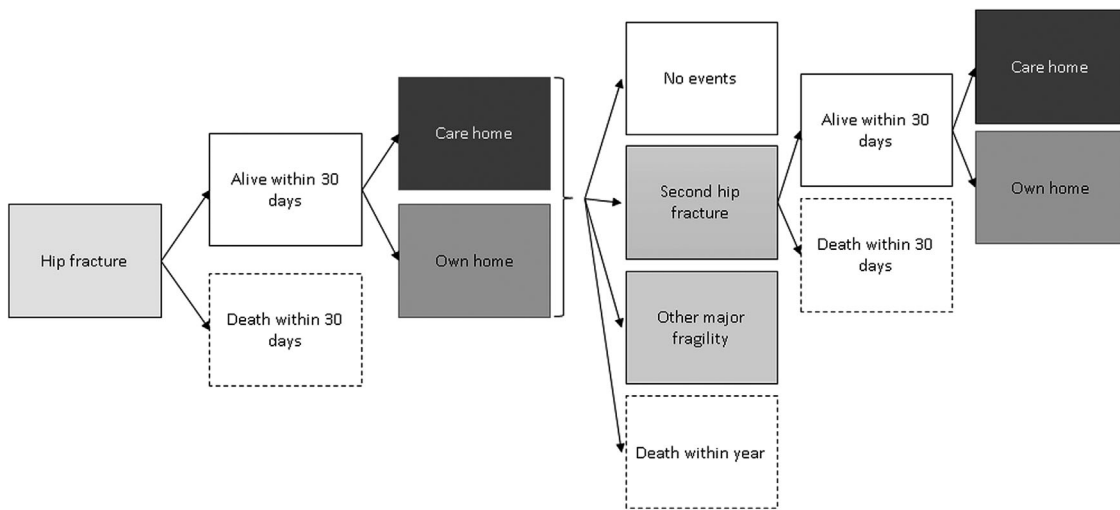 Hip fracture
Alive within 30
days
Death within 30
days
Care home
Own home
No events
Second hip
fracture
Other major
fragility
Death within year
Alive within 30
days
Death within 30
days
Care home
Own home